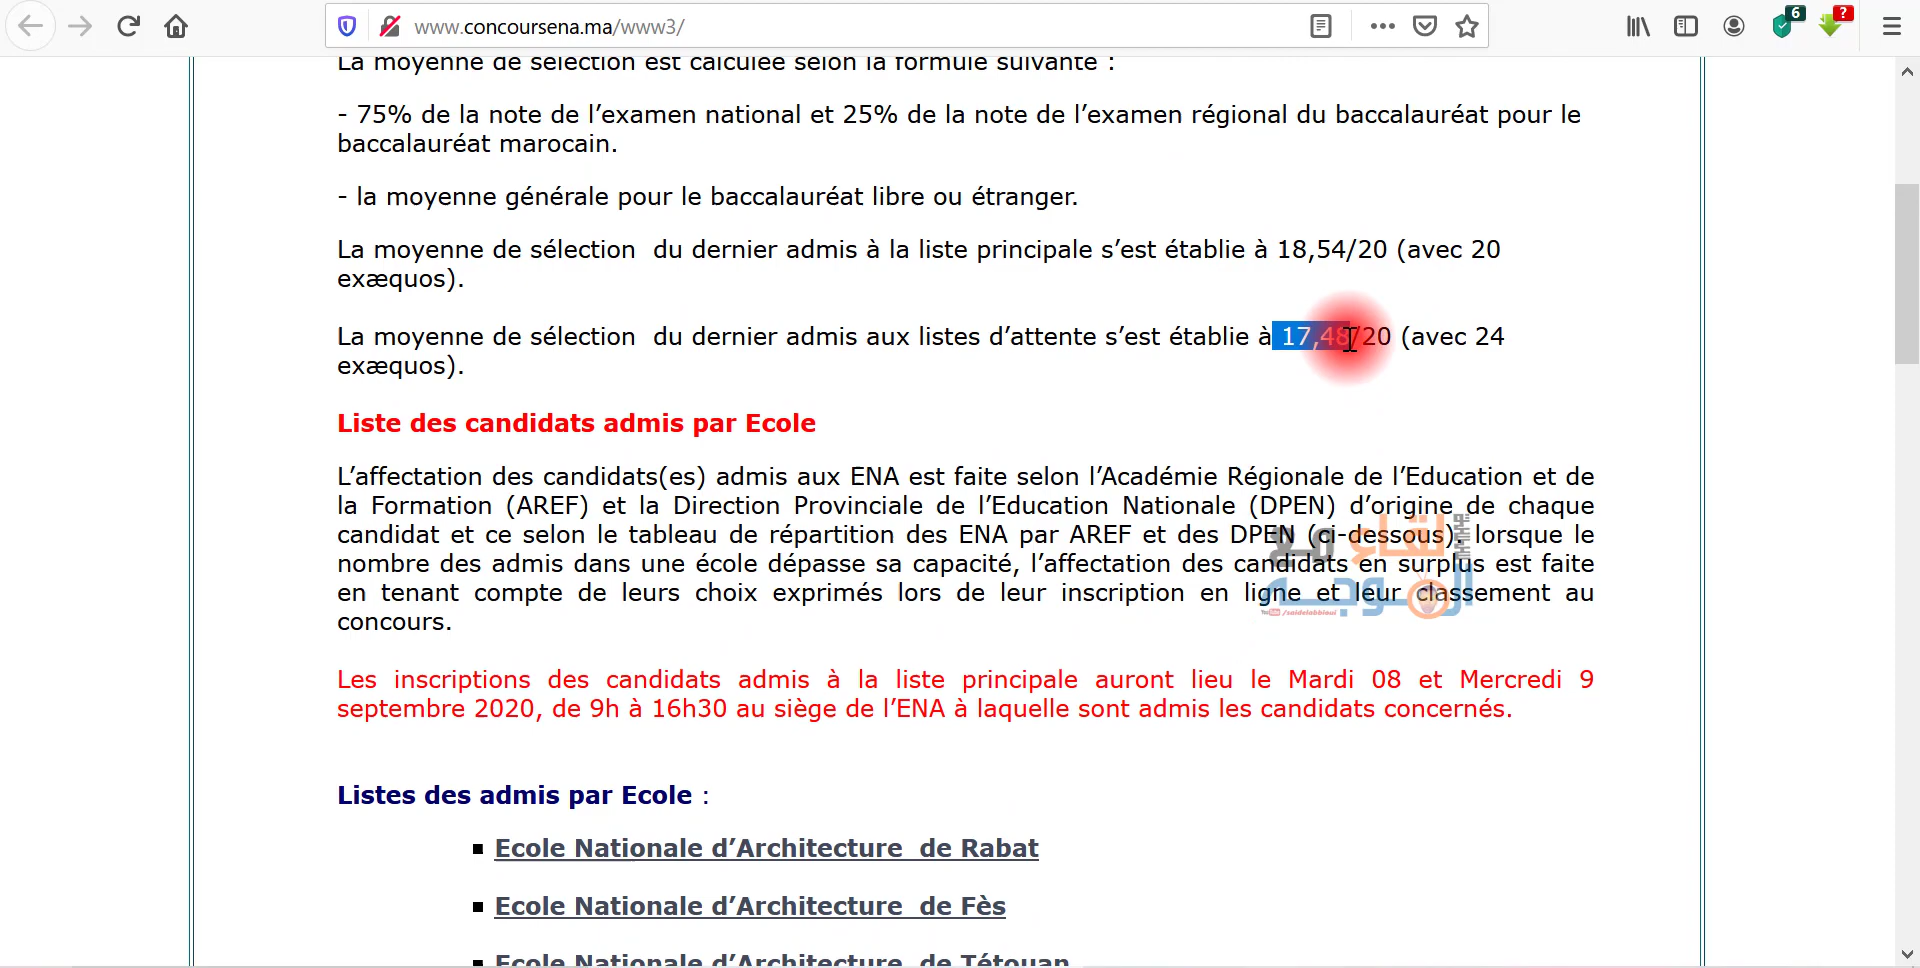 www.concoursena.ma/www3/
6
?
La moyenne de sélection est calculée selon la formule suivante :
- 75% de la note de l’examen national et 25% de la note de l’examen régional du baccalauréat pour le
baccalauréat marocain.
- la moyenne générale pour le baccalauréat libre ou étranger.
La moyenne de sélection du dernier admis à la liste principale s’est établie à 18,54/20 (avec 20
exæquos).
La moyenne de sélection du dernier admis aux listes d’attente s’est établie à 17,48/20 (avec 24
exæquos).
Liste des candidats admis par Ecole
L’affectation des candidats(es) admis aux ENA est faite selon l’Académie Régionale de l’Education et de
la Formation (AREF) et la Direction Provinciale de l’Education Nationale (DPEN) d’origine de chaque
candidat et ce selon le tableau de répartition des ENA par AREF et des DPEN (ci-dessous), lorsque le
nombre des admis dans une école dépasse sa capacité, l’affectation des candidats en surplus est faite
en tenant compte de leurs choix exprimés lors de leur inscription en ligne et leur classement au
concours.
لقاء مع
الموجه
/saidelabbioui
Les inscriptions des candidats admis à la liste principale auront lieu le Mardi 08 et Mercredi 9
septembre 2020, de 9h à 16h30 au siège de l’ENA à laquelle sont admis les candidats concernés.
Listes des admis par Ecole :
Ecole Nationale d’Architecture de Rabat
Ecole Nationale d’Architecture de Fès
Ecole Nationale d’Architecture de Tétouan